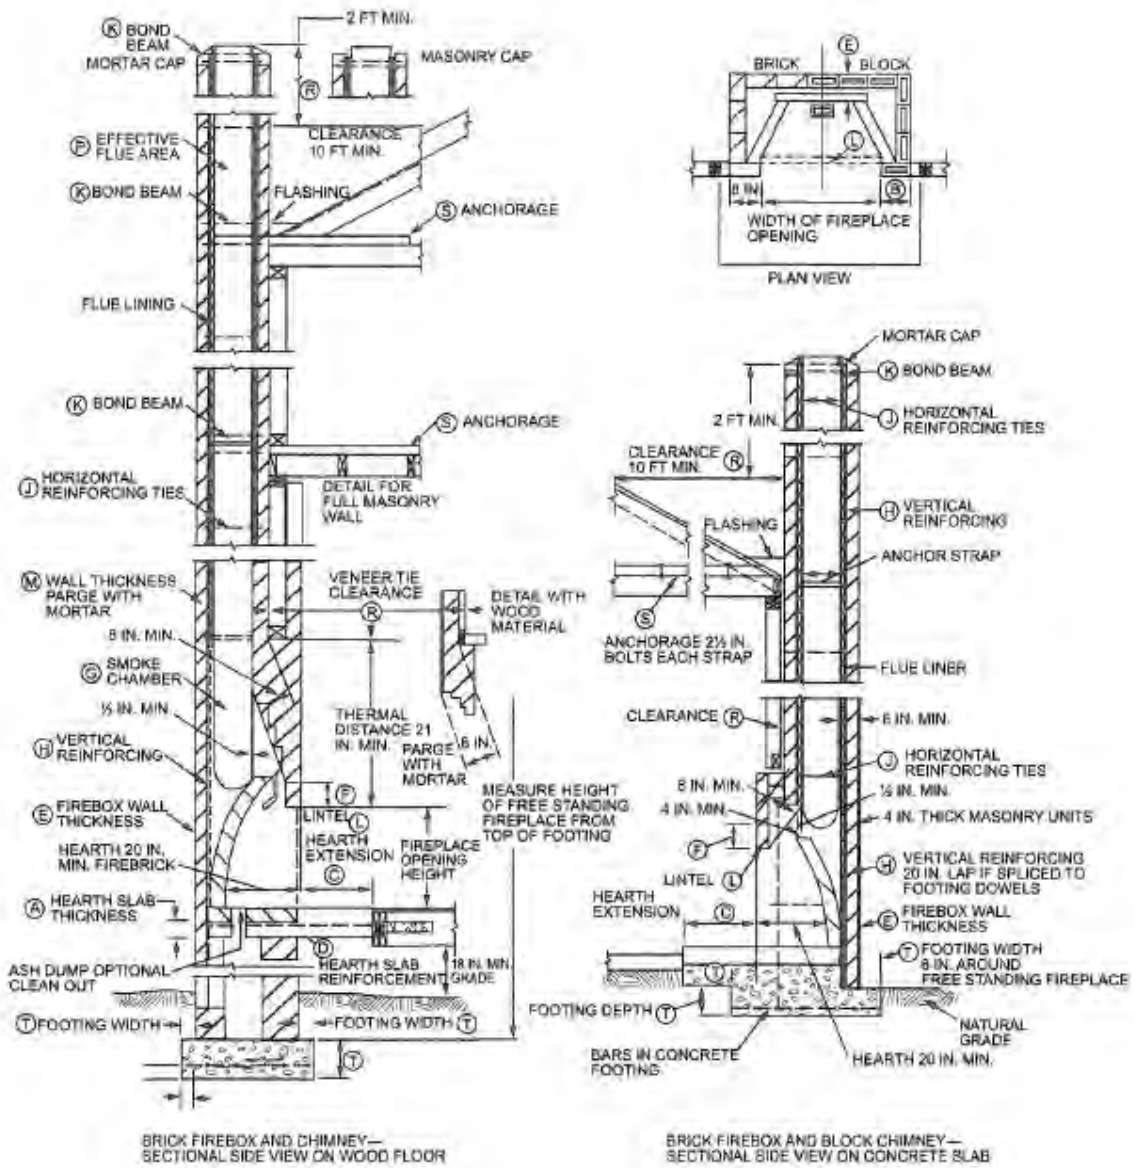 2 FT MIN.
K BOND
BEAM
MORTAR CAP
MASONRY CAP
R
CLEARANCE
10 FT MIN.
P EFFECTIVE
FLUE AREA
K BOND BEAM
FLASHING
S ANCHORAGE
FLUE LINING
K BOND BEAM
S ANCHORAGE
J HORIZONTAL
REINFORCING TIES
DETAIL FOR
FULL MASONRY
WALL
M WALL THICKNESS
PARGE WITH
MORTAR
VENEER TIE
CLEARANCE
R
DETAIL WITH
WOOD
MATERIAL
8 IN. MIN.
G SMOKE
CHAMBER
½ IN. MIN.
THERMAL
DISTANCE 21
IN. MIN.
PARGE
WITH
MORTAR
6 IN.
H VERTICAL
REINFORCING
F
LINTEL L
MEASURE HEIGHT
OF FREE STANDING
FIREPLACE FROM
TOP OF FOOTING
E FIREBOX WALL
THICKNESS
HEARTH
EXTENSION
C
FIREPLACE
OPENING
HEIGHT
HEARTH 20 IN.
MIN. FIREBRICK
A HEARTH SLAB
THICKNESS
D
HEARTH SLAB
REINFORCEMENT
18 IN. MIN.
GRADE
ASH DUMP OPTIONAL
CLEAN OUT
T FOOTING WIDTH
FOOTING WIDTH T
T
BRICK FIREBOX AND CHIMNEY—
SECTIONAL SIDE VIEW ON WOOD FLOOR
E
BRICK
BLOCK
L
8 IN.
B
WIDTH OF FIREPLACE
OPENING
PLAN VIEW
MORTAR CAP
K BOND BEAM
2 FT MIN.
J HORIZONTAL
REINFORCING TIES
CLEARANCE
10 FT MIN. R
FLASHING
H VERTICAL
REINFORCING
ANCHOR STRAP
S
ANCHORAGE 2½ IN.
BOLTS EACH STRAP
FLUE LINER
CLEARANCE R
8 IN. MIN.
J HORIZONTAL
REINFORCING TIES
8 IN. MIN.
½ IN. MIN.
4 IN. MIN.
4 IN. THICK MASONRY UNITS
F
LINTEL L
H VERTICAL REINFORCING
20 IN. LAP IF SPLICED TO
FOOTING DOWELS
HEARTH
EXTENSION
C
E FIREBOX WALL
THICKNESS
T
T FOOTING WIDTH
6 IN. AROUND
FREE STANDING FIREPLACE
FOOTING DEPTH T
NATURAL
GRADE
BARS IN CONCRETE
FOOTING
HEARTH 20 IN. MIN.
BRICK FIREBOX AND BLOCK CHIMNEY—
SECTIONAL SIDE VIEW ON CONCRETE SLAB